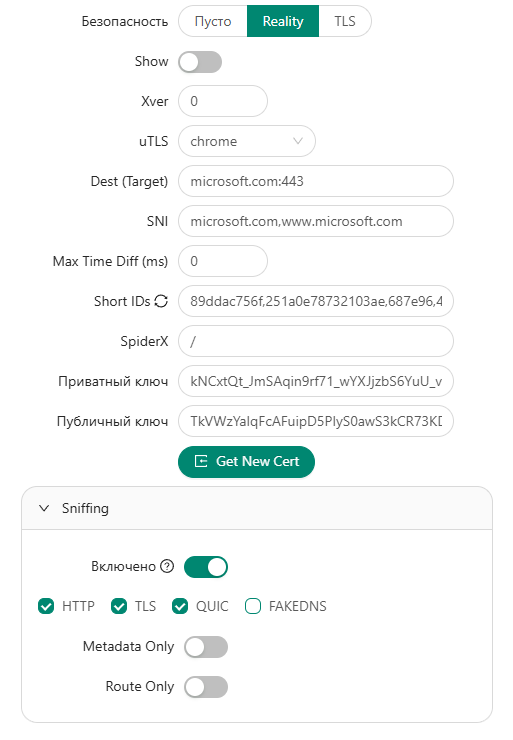 Безопасность Пусто Reality TLS
Show
Xver 0
uTLS chrome
Dest (Target) microsoft.com:443
SNI microsoft.com,www.microsoft.com
Max Time Diff (ms) 0
Short IDs 89ddac756f,251a0e78732103ae,687e96,4
SpiderX /
Приватный ключ kNCxtQt_JmSAqin9rf71_wYXJjzbS6YuU_v
Публичный ключ
Get New Cert
Sniffing
Включено
HTTP TLS QUIC FAKEDNS
Metadata Only
Route Only